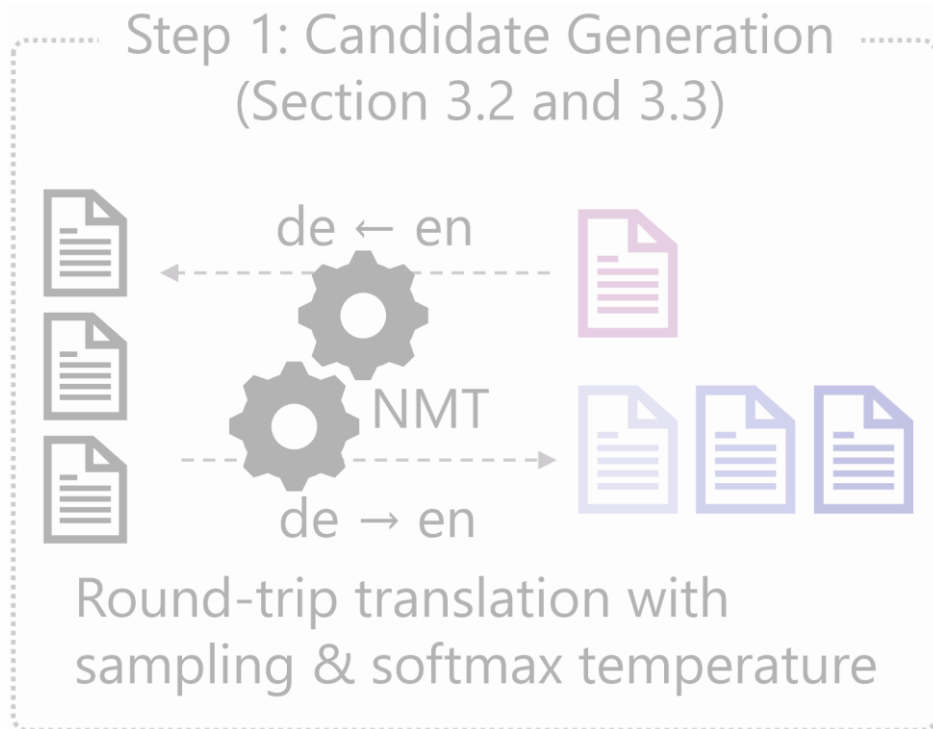 Step 1: Candidate Generation
(Section 3.2 and 3.3)
de ← en
NMT
de → en
Round-trip translation with
sampling & softmax temperature